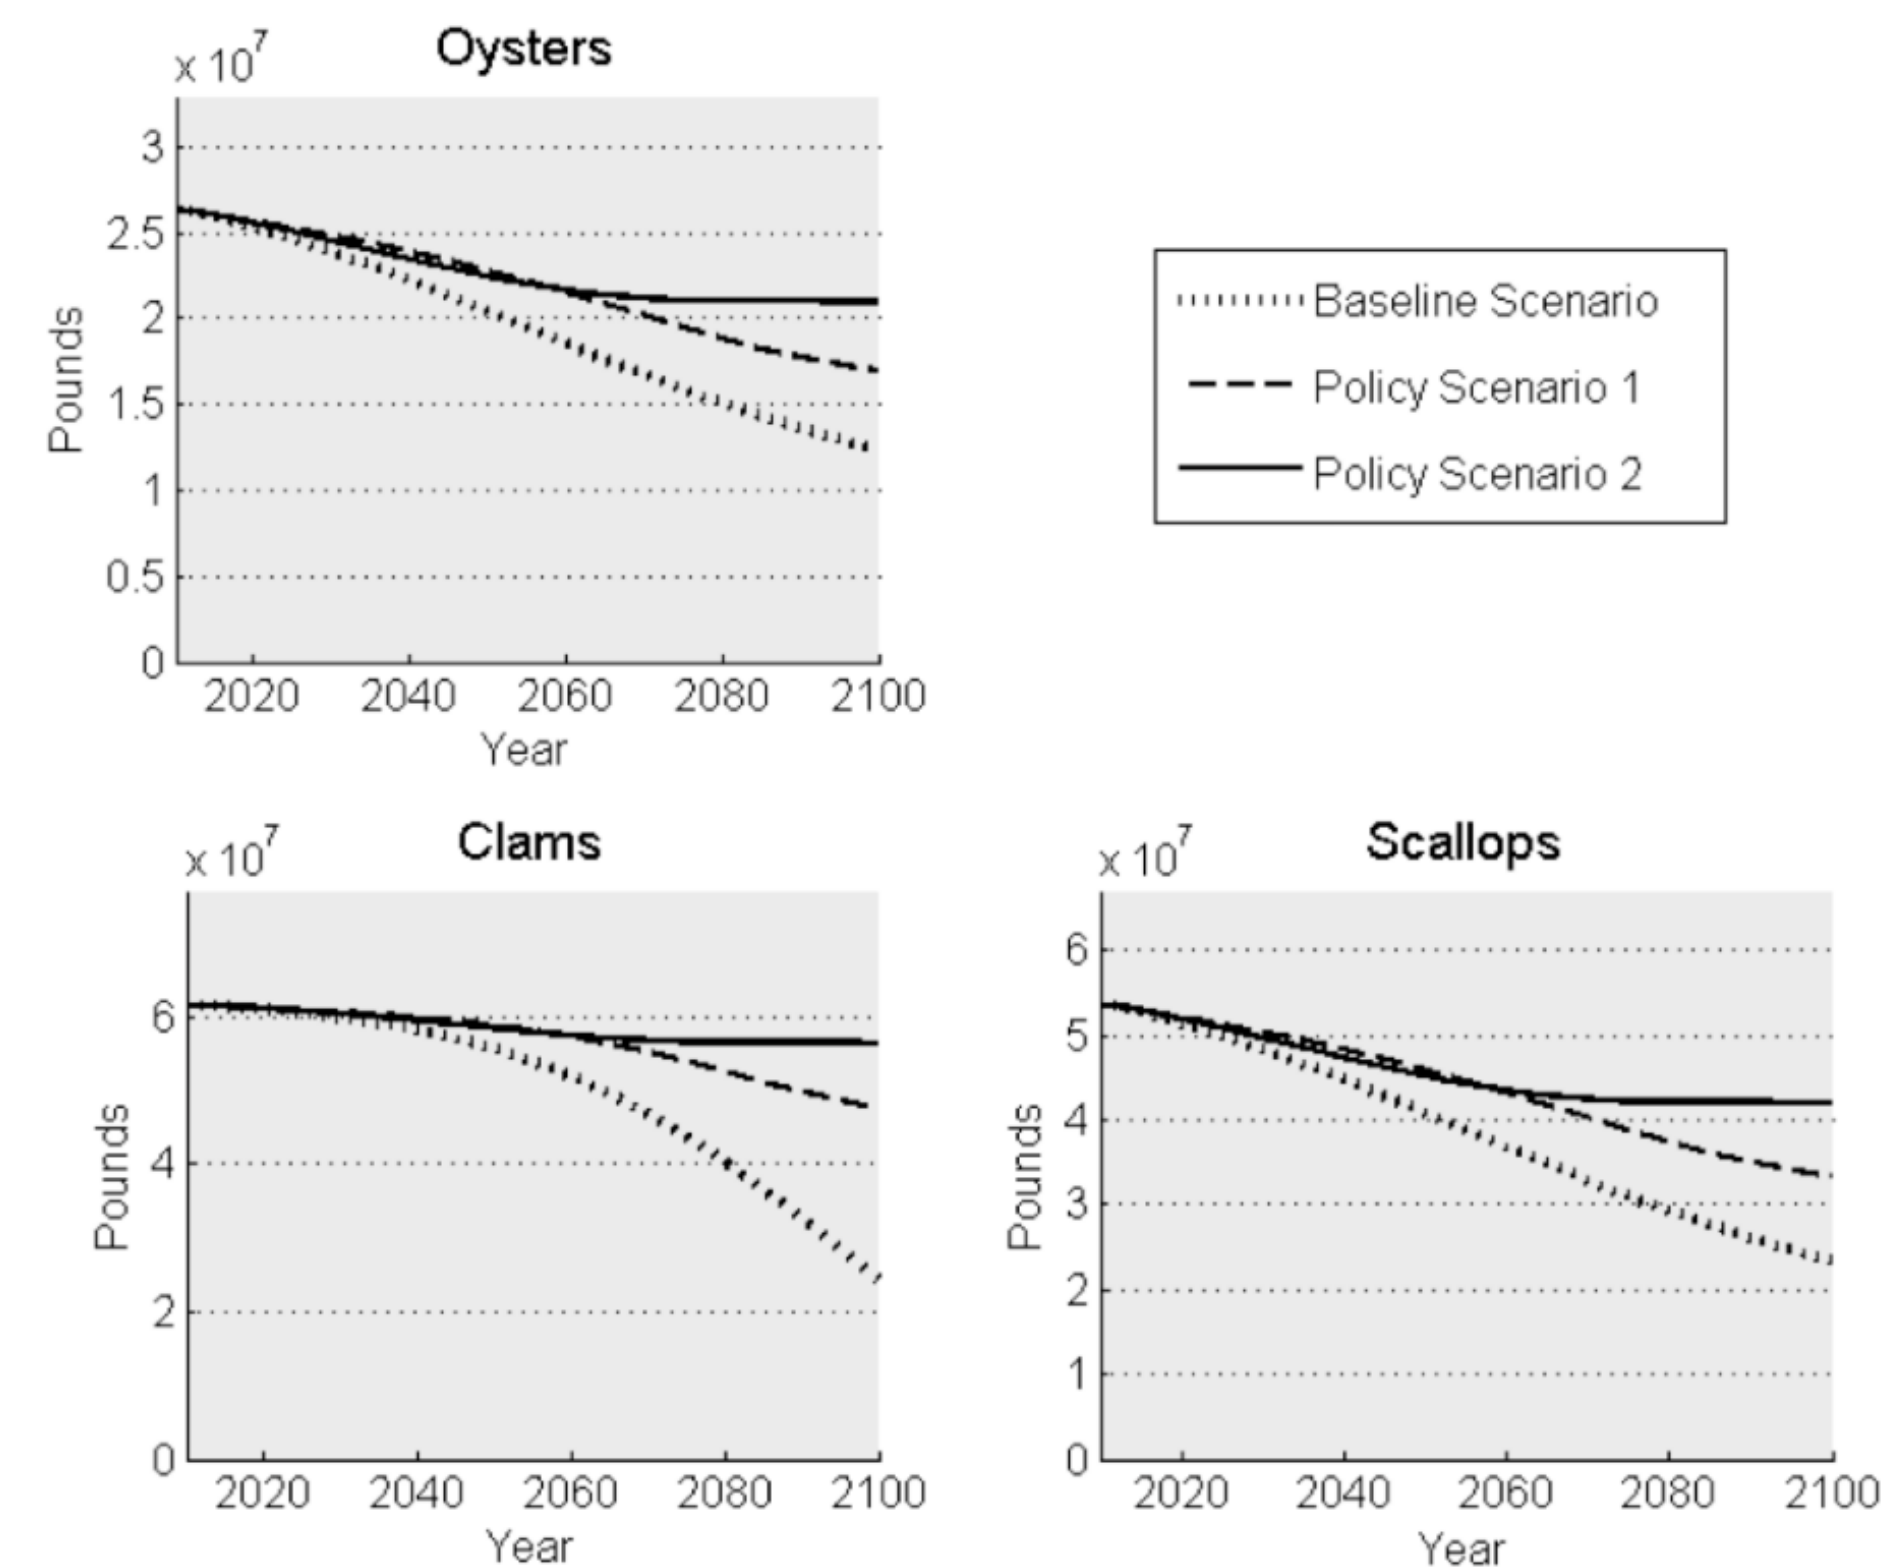 Oysters
x 10^7
3
2.5
2
1.5
1
0.5
0
Pounds
2020 2040 2060 2080 2100
Year
Baseline Scenario
Policy Scenario 1
Policy Scenario 2
Clams
x 10^7
6
4
2
0
Pounds
2020 2040 2060 2080 2100
Year
Scallops
x 10^7
6
5
4
3
2
1
0
Pounds
2020 2040 2060 2080 2100
Year